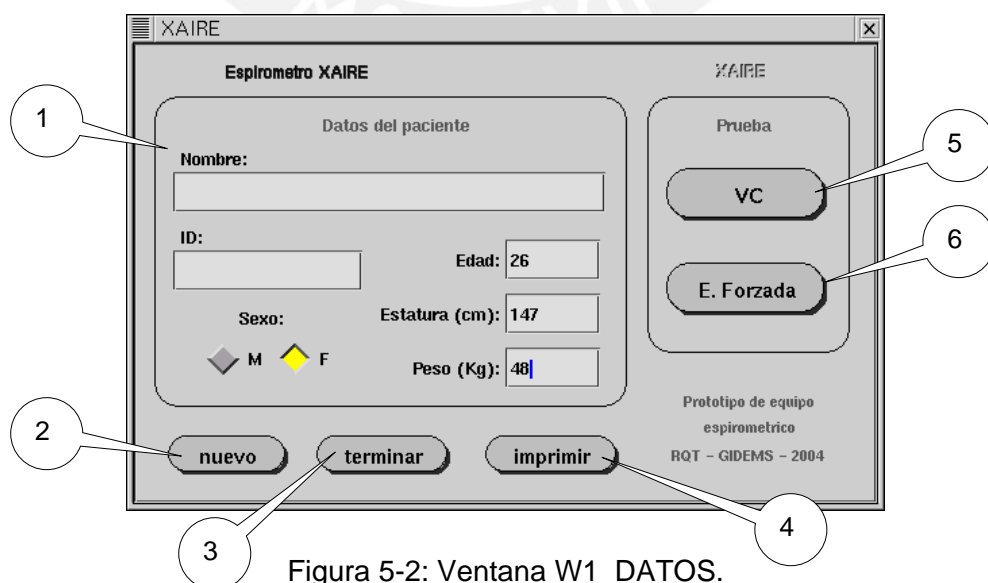 XAIRE
Espirometro XAIRE
XAIRE
Datos del paciente
Prueba
Nombre:
VC
ID:
Edad: 26
E. Forzada
Sexo:
Estatura (cm): 147
M F
Peso (Kg): 48
Prototipo de equipo
espirometrico
RQT - GIDEMS - 2004
nuevo
terminar
imprimir
1
2
3
4
5
6
Figura 5-2: Ventana W1_DATOS.